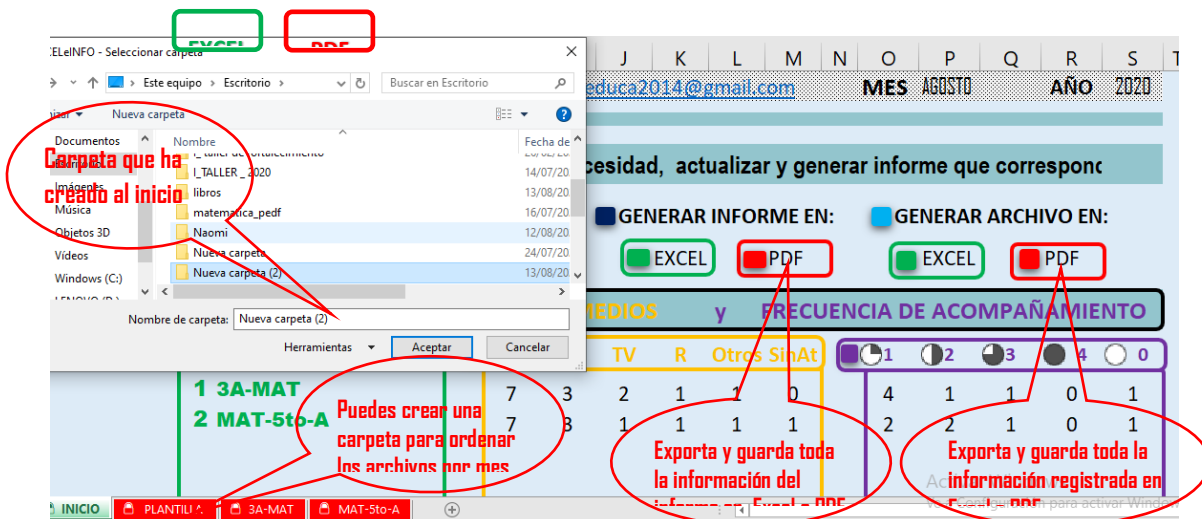 EXCEL PDF
ELeINFO - Seleccionar carpeta
J K L M N O P Q R S T
Este equipo > Escritorio >
Buscar en Escritorio
educa2014@gmail.com
MES AGOSTO AÑO 2020
Nueva carpeta
Documentos
Nombre
Fecha de
Carpeta que ha
creado al inicio
I_TALLER _ 2020
14/07/20
Imágenes
libros
13/08/20
Música
matematica_pedf
16/07/20
Objetos 3D
Naomi
12/08/20
Vídeos
Nueva carpeta
24/07/20
Windows (C:)
Nueva carpeta (2)
13/08/20
cesidad, actualizar y generar informe que correspond
GENERAR INFORME EN: GENERAR ARCHIVO EN:
EXCEL PDF EXCEL PDF
Nombre de carpeta: Nueva carpeta (2)
Herramientas Aceptar Cancelar
MEDIOS y FRECUENCIA DE ACOMPAÑAMIENTO
TV R Otros SinAt 1 2 3 4 0
1 3A-MAT 7 3 2 1 1 0 4 1 1 0 1
2 MAT-5to-A 7 3 1 1 1 1 2 2 1 0 1
Puedes crear una
carpeta para ordenar
los archivos por mes
Exporta y guarda toda
la información del
informe en Excel o PDF
Exporta y guarda toda la
información registrada en
INICIO PLANTILL 3A-MAT MAT-5to-A